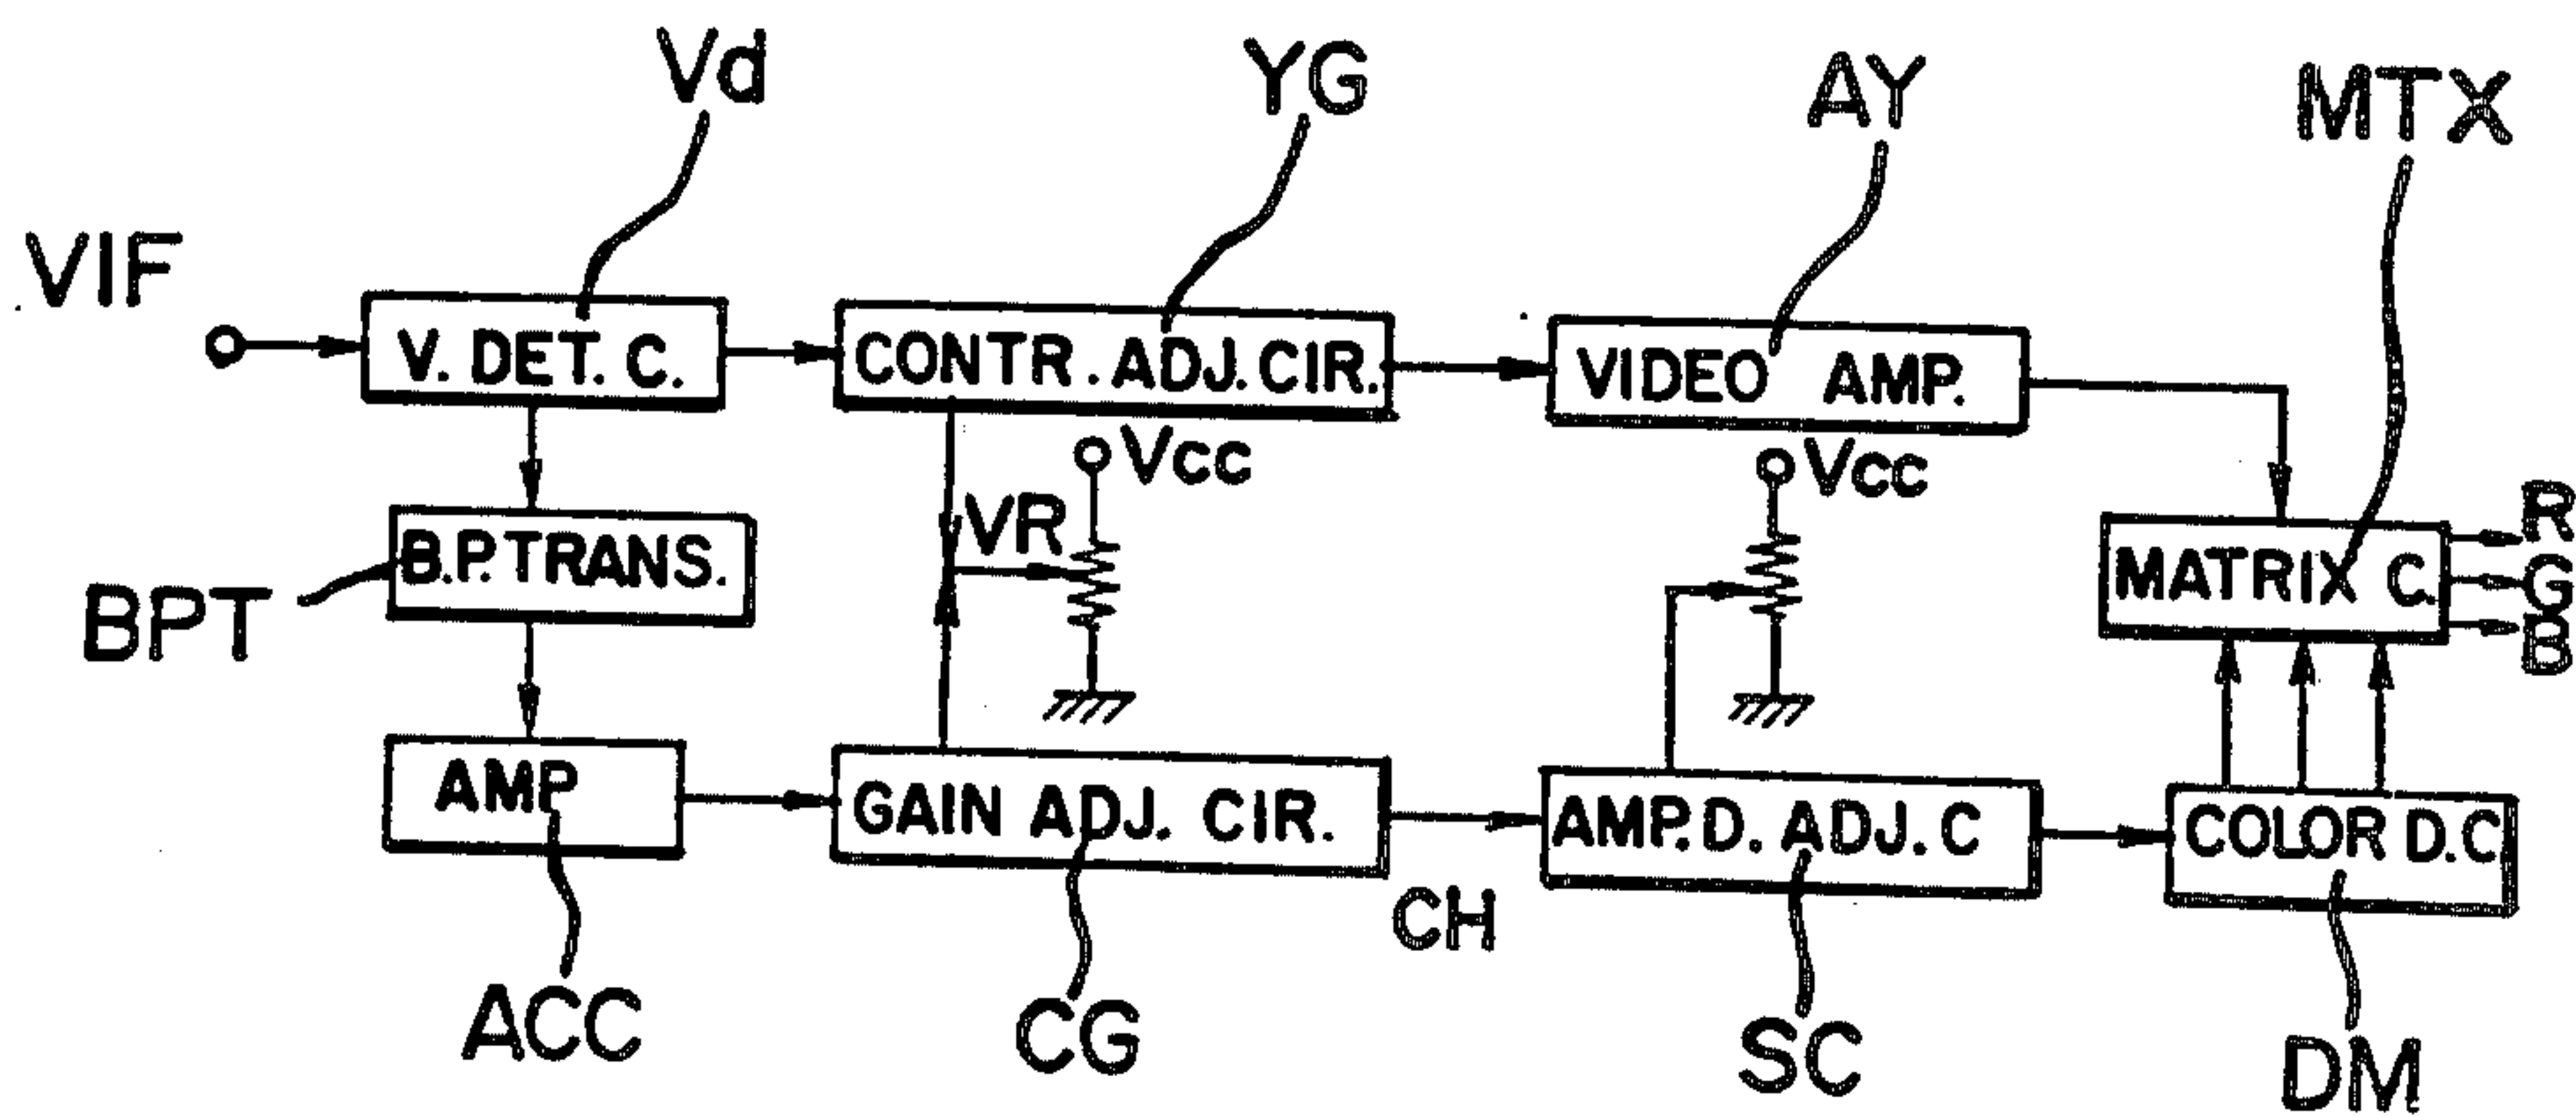 Vd
YG
AY
MTX
VIF
V. DET. C.
CONTR. ADJ. CIR.
VIDEO AMP.
Vcc
Vcc
VR
B.P. TRANS.
BPT
MATRIX C.
R
G
B
AMP
GAIN ADJ. CIR.
AMP. D. ADJ. C
COLOR D.C
CH
ACC
CG
SC
DM